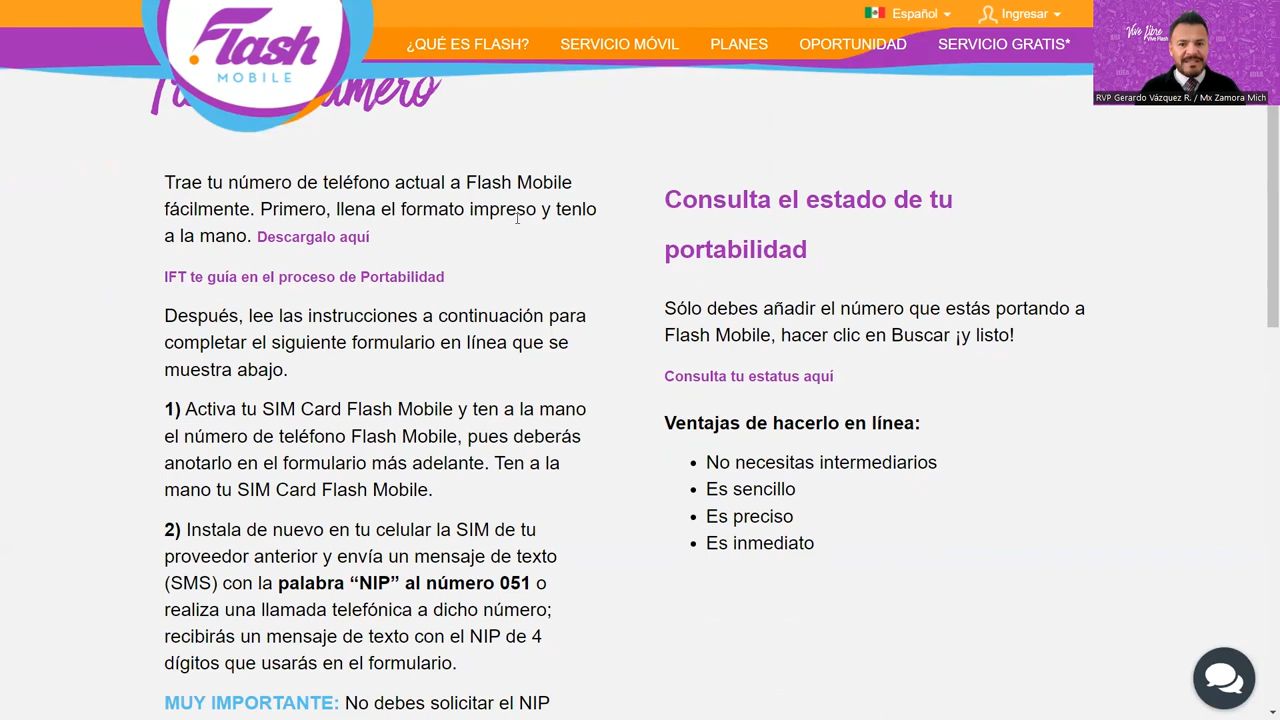 Español
Ingresar
¿QUÉ ES FLASH?
SERVICIO MÓVIL
PLANES
OPORTUNIDAD
SERVICIO GRATIS*
Flash
MOBILE
Vive Libre
Vive Flash
RVP Gerardo Vázquez R. / Mx Zamora Mich
Trae tu número de teléfono actual a Flash Mobile
fácilmente. Primero, llena el formato impreso y tenlo
a la mano. Descargalo aquí
IFT te guía en el proceso de Portabilidad
Después, lee las instrucciones a continuación para
completar el siguiente formulario en línea que se
muestra abajo.
1) Activa tu SIM Card Flash Mobile y ten a la mano
el número de teléfono Flash Mobile, pues deberás
anotarlo en el formulario más adelante. Ten a la
mano tu SIM Card Flash Mobile.
2) Instala de nuevo en tu celular la SIM de tu
proveedor anterior y envía un mensaje de texto
(SMS) con la palabra “NIP” al número 051 o
realiza una llamada telefónica a dicho número;
recibirás un mensaje de texto con el NIP de 4
dígitos que usarás en el formulario.
MUY IMPORTANTE: No debes solicitar el NIP
Consulta el estado de tu
portabilidad
Sólo debes añadir el número que estás portando a
Flash Mobile, hacer clic en Buscar ¡y listo!
Consulta tu estatus aquí
Ventajas de hacerlo en línea:
• No necesitas intermediarios
• Es sencillo
• Es preciso
• Es inmediato